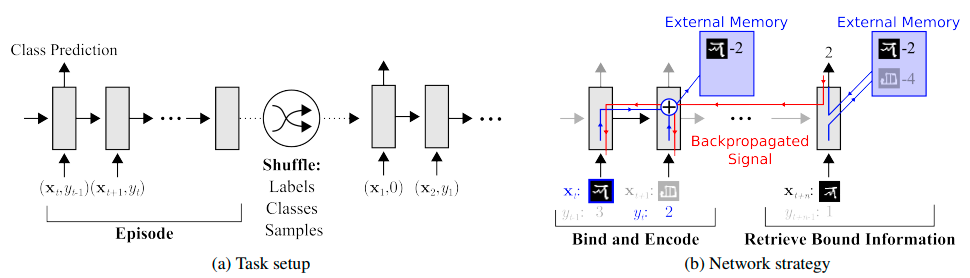 Class Prediction
(x_t,y_{t-1})(x_{t+1},y_t)
Episode
Shuffle:
Labels
Classes
Samples
(x_1,0) (x_2,y_1)
(a) Task setup
External Memory
-2
External Memory
-2
-4
2
Backpropagated
Signal
x_t: x_{t+1}: x_{t+n}:
y_{t-1}: 3 y_t: 2 y_{t+n-1}: 1
Bind and Encode
Retrieve Bound Information
(b) Network strategy